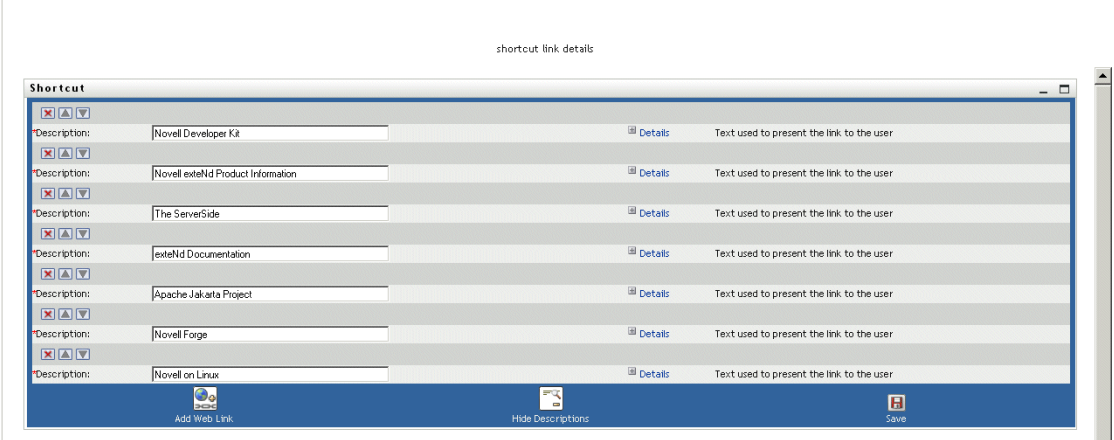 shortcut link details
Shortcut
*Description: Novell Developer Kit Details Text used to present the link to the user
*Description: Novell exteNd Product Information Details Text used to present the link to the user
*Description: The ServerSide Details Text used to present the link to the user
*Description: exteNd Documentation Details Text used to present the link to the user
*Description: Apache Jakarta Project Details Text used to present the link to the user
*Description: Novell Forge Details Text used to present the link to the user
*Description: Novell on Linux Details Text used to present the link to the user
Add Web Link Hide Descriptions Save